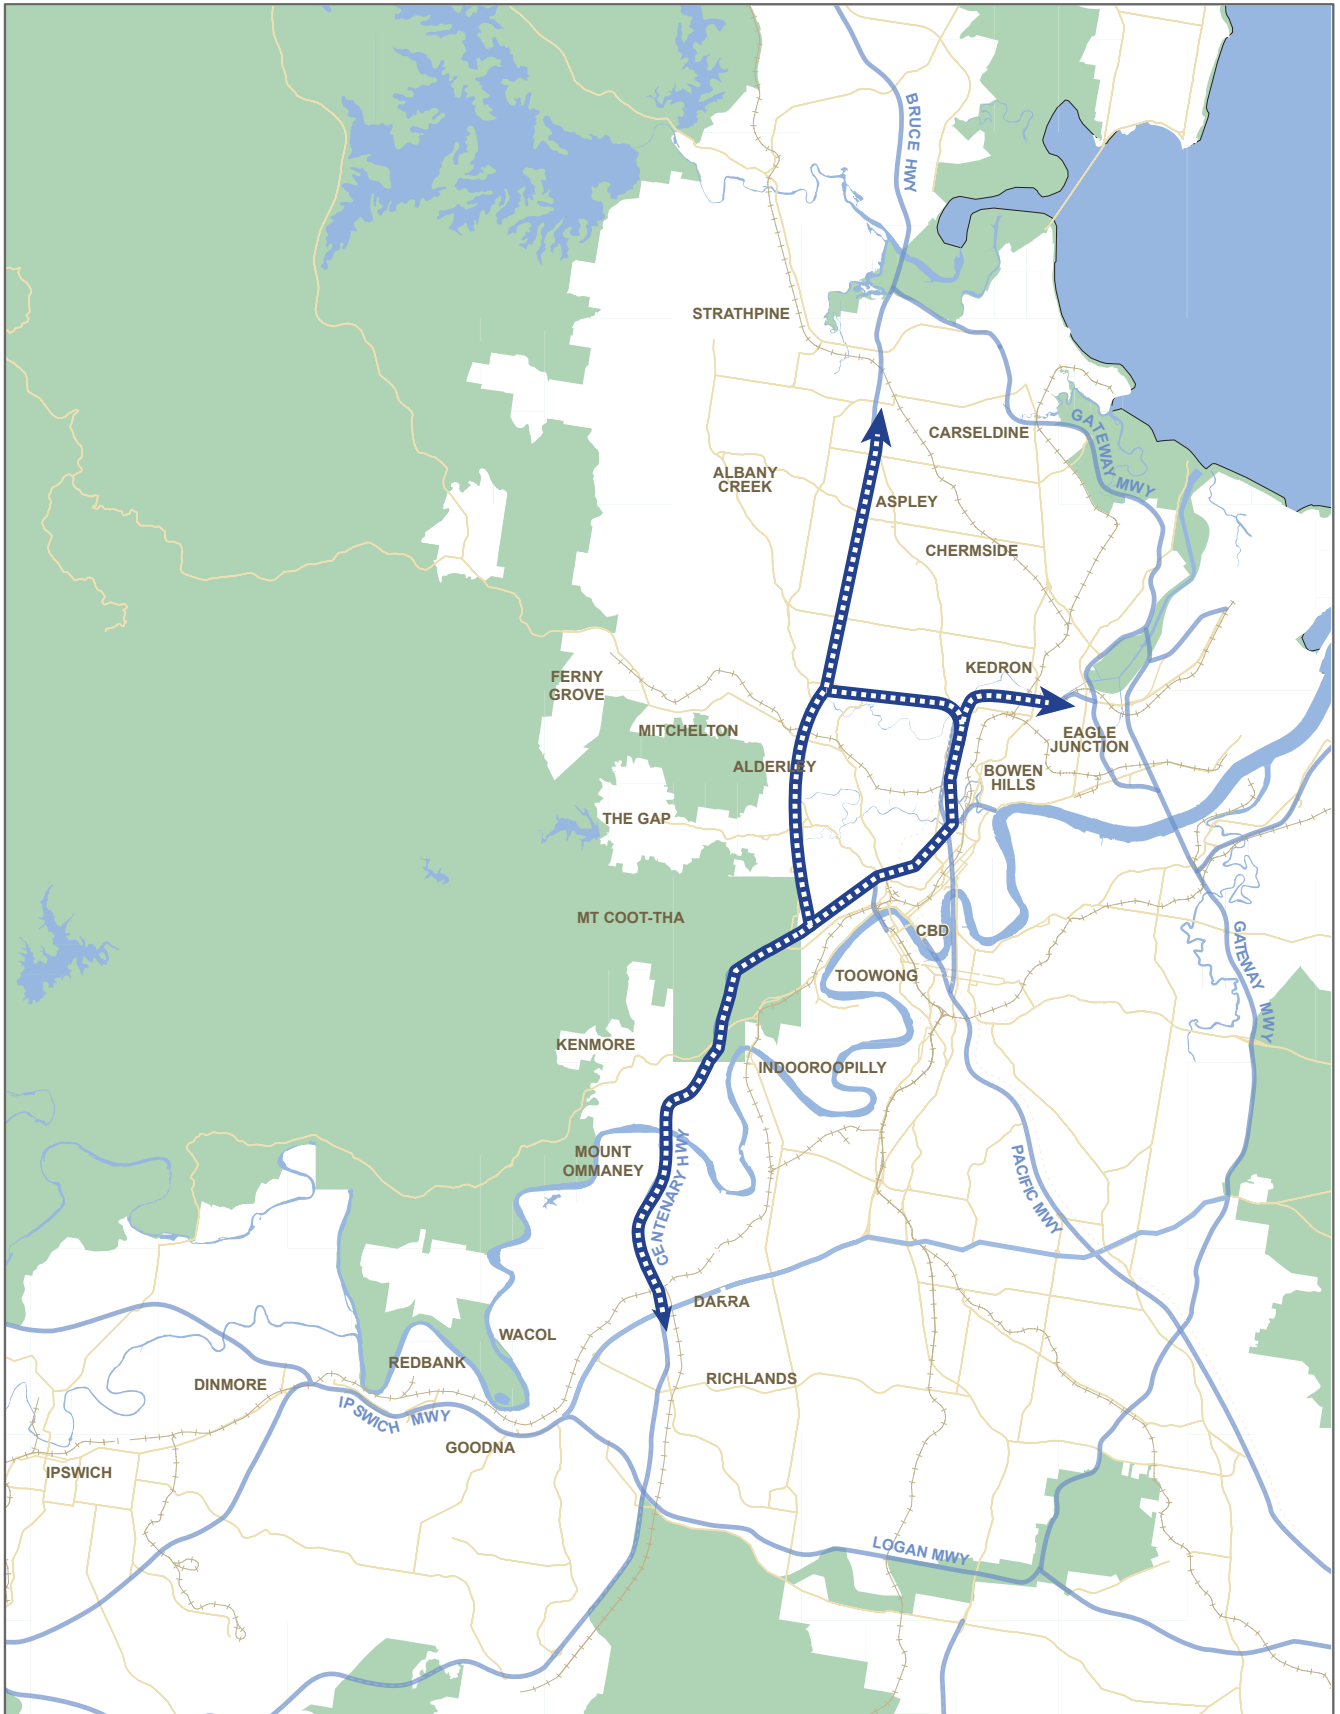 BRUCE HWY
STRATHPINE
GATEWAY MWY
CARSELDINE
ALBANY
CREEK
ASPLEY
CHERMSIDE
KEDRON
FERNY
GROVE
MITCHELTON
EAGLE
JUNCTION
ALDERLEY
BOWEN
HILLS
THE GAP
MT COOT-THA
CBD
GATEWAY MWY
TOOWONG
KENMORE
INDOOROOPILLY
MOUNT
OMMANEY
CENTENARY HWY
PACIFIC MWY
DARRA
WACOL
REDBANK
DINMORE
RICHLANDS
IPSWICH MWY
GOODNA
IPSWICH
LOGAN MWY